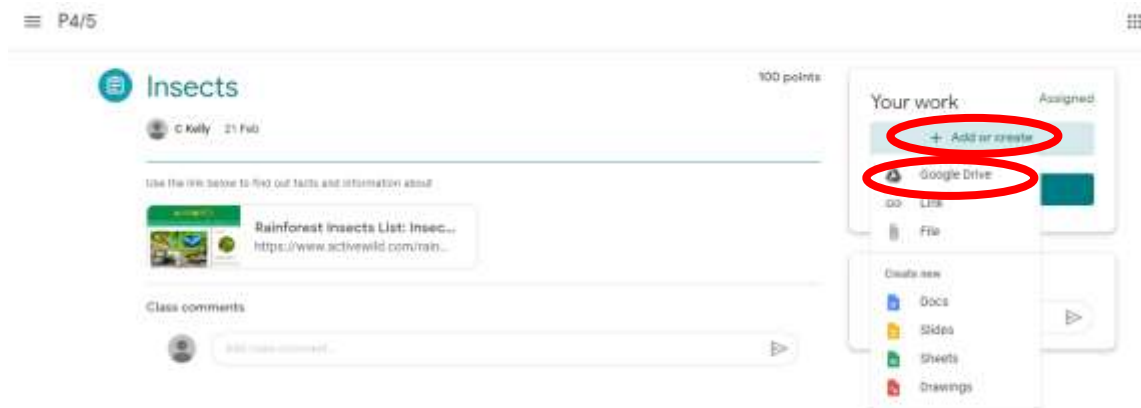 P4/5
Insects
100 points
C Kelly 21 Feb
Use the link below to find out facts and information about
Rainforest Insects List: Insec...
https://www.activewild.com/rain...
Class comments
Add class comment...
Your work
Assigned
+ Add or create
Google Drive
Link
File
Create new
Docs
Slides
Sheets
Drawings